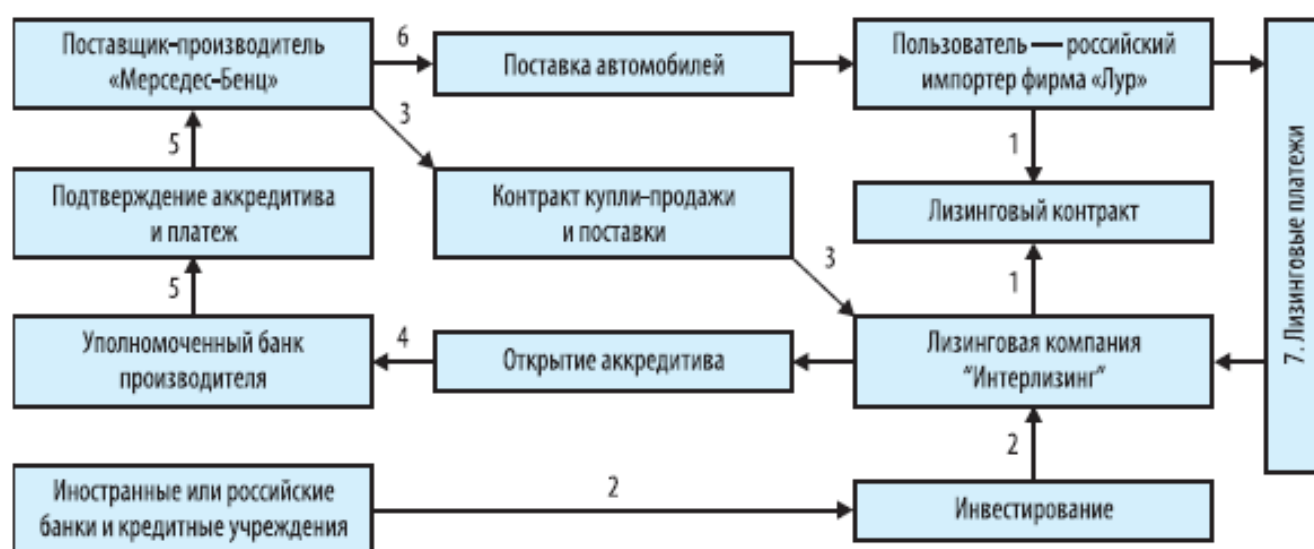 Поставщик-производитель
«Мерседес-Бенц»
6
Поставка автомобилей
Пользователь — российский
импортер фирма «Лур»
3
5
1
Подтверждение аккредитива
и платеж
Контракт купли-продажи
и поставки
Лизинговый контракт
7. Лизинговые платежи
3
5
1
Уполномоченный банк
производителя
4
Открытие аккредитива
Лизинговая компания
"Интерлизинг"
2
Иностранные или российские
банки и кредитные учреждения
2
Инвестирование